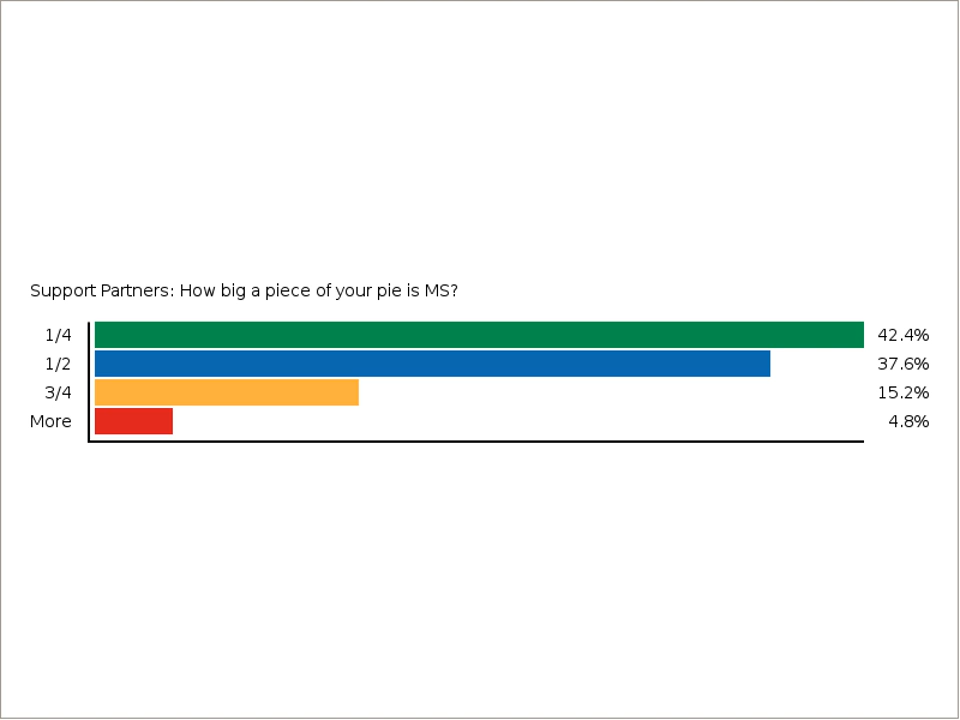 Support Partners: How big a piece of your pie is MS?
1/4 42.4%
1/2 37.6%
3/4 15.2%
More 4.8%